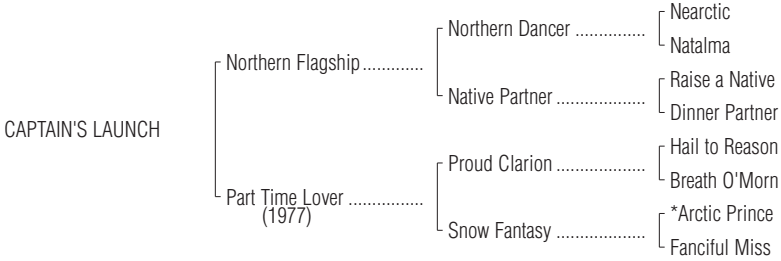 Nearctic
Northern Dancer ................
Natalma
Northern Flagship .............
Raise a Native
Native Partner ....................
Dinner Partner
CAPTAIN'S LAUNCH
Hail to Reason
Proud Clarion ....................
Breath O'Morn
Part Time Lover ................
(1977)
*Arctic Prince
Snow Fantasy ....................
Fanciful Miss